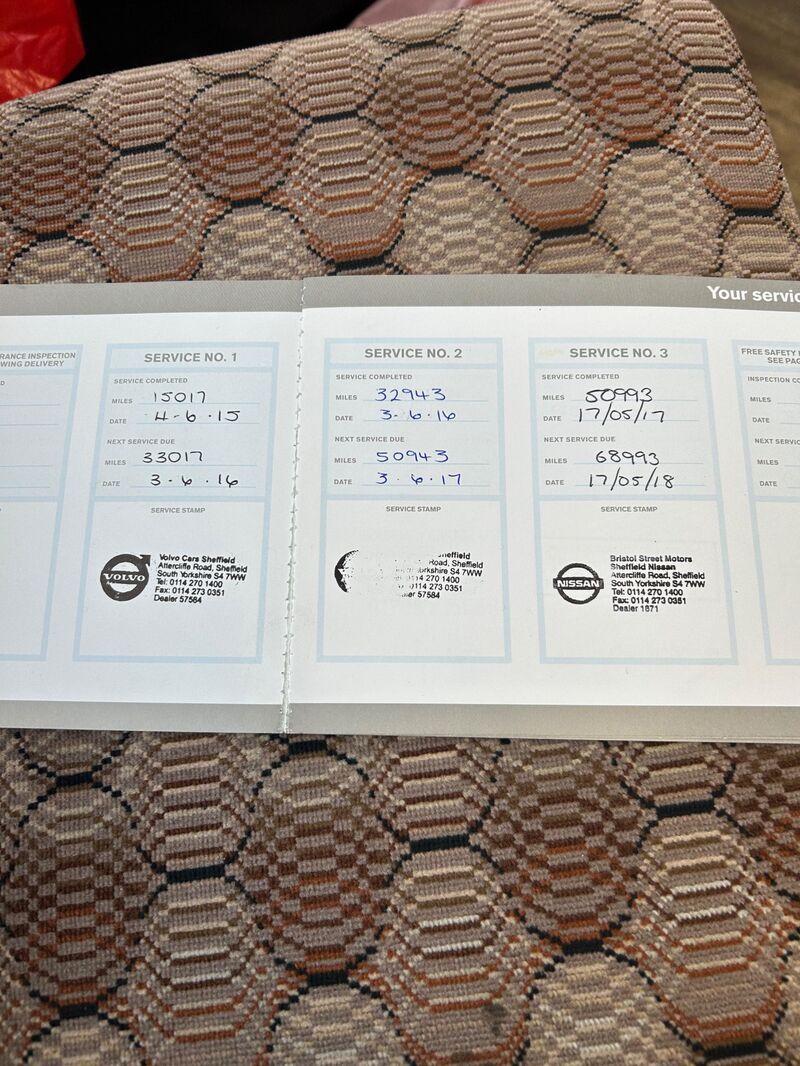 Your servic
RANCE INSPECTION
WING DELIVERY
D
SERVICE NO. 1
SERVICE COMPLETED
MILES 15017
DATE 4-6-15
NEXT SERVICE DUE
MILES 33017
DATE 3.6.16
SERVICE STAMP
VOLVO
Volvo Cars Sheffield
Attercliffe Road, Sheffield
South Yorkshire S4 7WW
Tel: 0114 270 1400
Fax: 0114 273 0351
Dealer 57584
SERVICE NO. 2
SERVICE COMPLETED
MILES 32943
DATE 3.6.16
NEXT SERVICE DUE
MILES 50943
DATE 3.6.17
SERVICE STAMP
heffield
Road, Sheffield
orkshire S4 7WW
114 270 1400
0114 273 0351
ler 57584
SERVICE NO. 3
SERVICE COMPLETED
MILES 50993
DATE 17/05/17
NEXT SERVICE DUE
MILES 68993
DATE 17/05/18
SERVICE STAMP
NISSAN
Bristol Street Motors
Sheffield Nissan
Attercliffe Road, Sheffield
South Yorkshire S4 7WW
Tel: 0114 270 1400
Fax: 0114 273 0351
Dealer 1671
FREE SAFETY
SEE PAG
INSPECTION CO
MILES
DATE
NEXT SERVIC
MILES
DATE